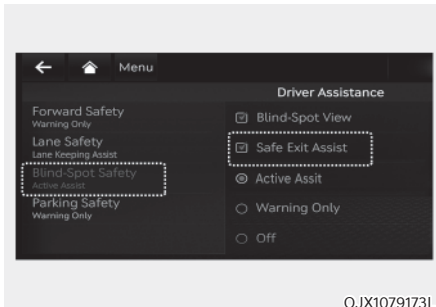 Menu
Driver Assistance
Forward Safety
Warning Only
Lane Safety
Lane Keeping Assist
Blind-Spot Safety
Active Assist
Parking Safety
Warning Only
Blind-Spot View
Safe Exit Assist
Active Assit
Warning Only
Off
OJX1079173L